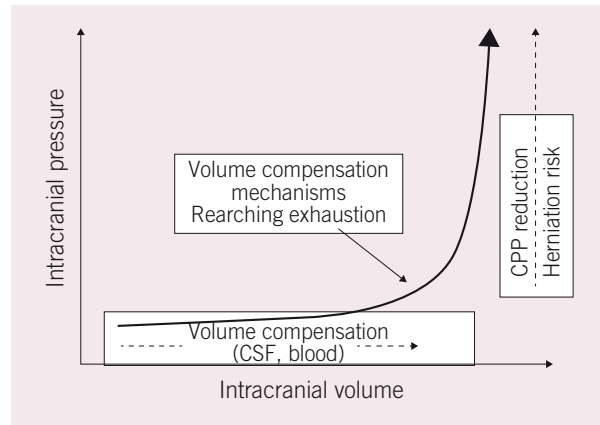 Intracranial pressure
Volume compensation
mechanisms
Rearching exhaustion
CPP reduction
Herniation risk
Volume compensation
(CSF, blood)
Intracranial volume